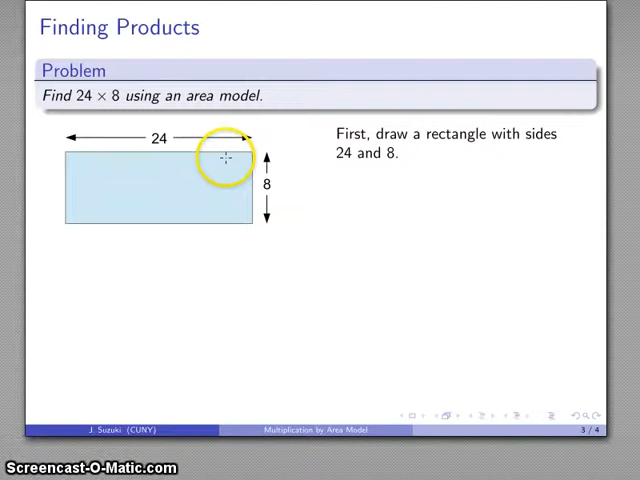 Finding Products
Problem
Find 24 × 8 using an area model.
24
8
First, draw a rectangle with sides
24 and 8.
J. Suzuki (CUNY)
Multiplication by Area Model
3 / 4
Screencast-O-Matic.com